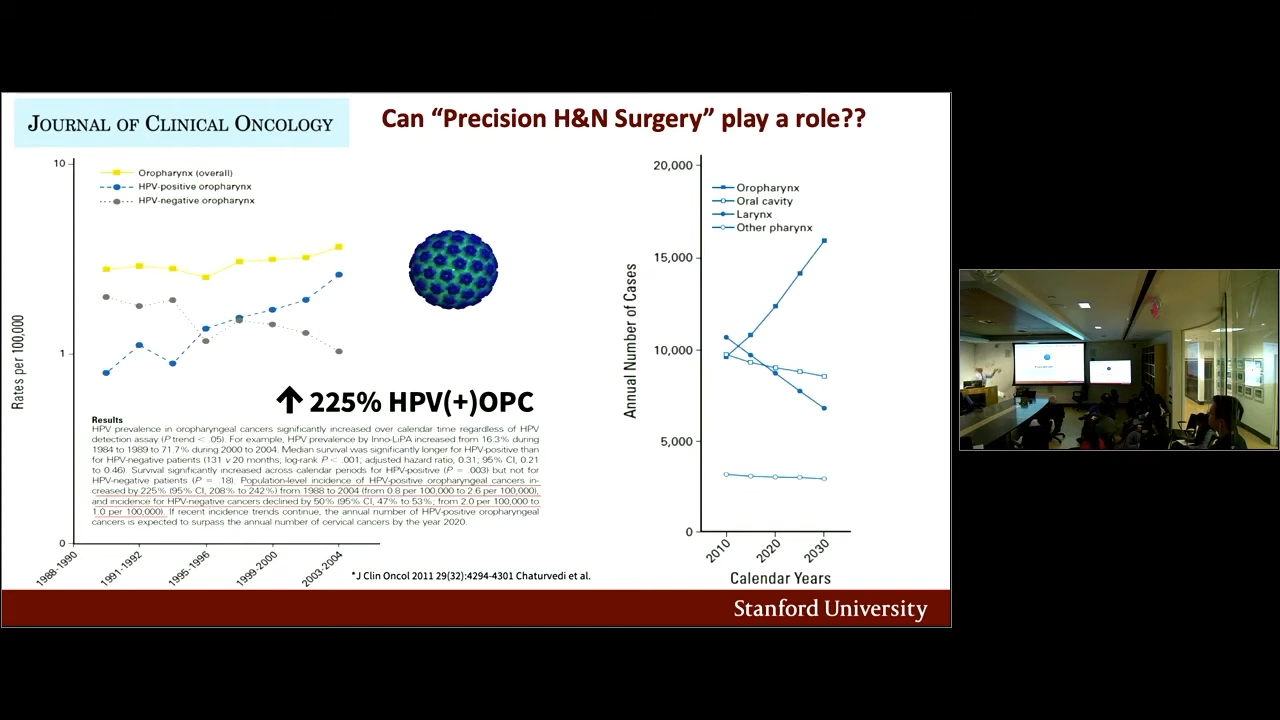 JOURNAL OF CLINICAL ONCOLOGY
Can “Precision H&N Surgery” play a role??
10
1
0
Rates per 100,000
Oropharynx (overall)
HPV-positive oropharynx
HPV-negative oropharynx
↑ 225% HPV(+)OPC
Results
HPV prevalence in oropharyngeal cancers significantly increased over calendar time regardless of HPV
detection assay (P trend < .05). For example, HPV prevalence by Inno-LiPA increased from 16.3% during
1984 to 1989 to 71.7% during 2000 to 2004. Median survival was significantly longer for HPV-positive than
for HPV-negative patients (131 v 20 months; log-rank P < .001; adjusted hazard ratio, 0.31; 95% CI, 0.21
to 0.46). Survival significantly increased across calendar periods for HPV-positive (P = .003) but not for
HPV-negative patients (P = .18). Population-level incidence of HPV-positive oropharyngeal cancers in-
creased by 225% (95% CI, 208% to 242%) from 1988 to 2004 (from 0.8 per 100,000 to 2.6 per 100,000),
and incidence for HPV-negative cancers declined by 50% (95% CI, 47% to 53%; from 2.0 per 100,000 to
1.0 per 100,000). If recent incidence trends continue, the annual number of HPV-positive oropharyngeal
cancers is expected to surpass the annual number of cervical cancers by the year 2020.
1988-1990
1991-1992
1995-1996
1999-2000
2003-2004
*J Clin Oncol 2011 29(32):4294-4301 Chaturvedi et al.
20,000
15,000
10,000
5,000
0
Annual Number of Cases
Oropharynx
Oral cavity
Larynx
Other pharynx
2010
2020
2030
Calendar Years
Stanford University